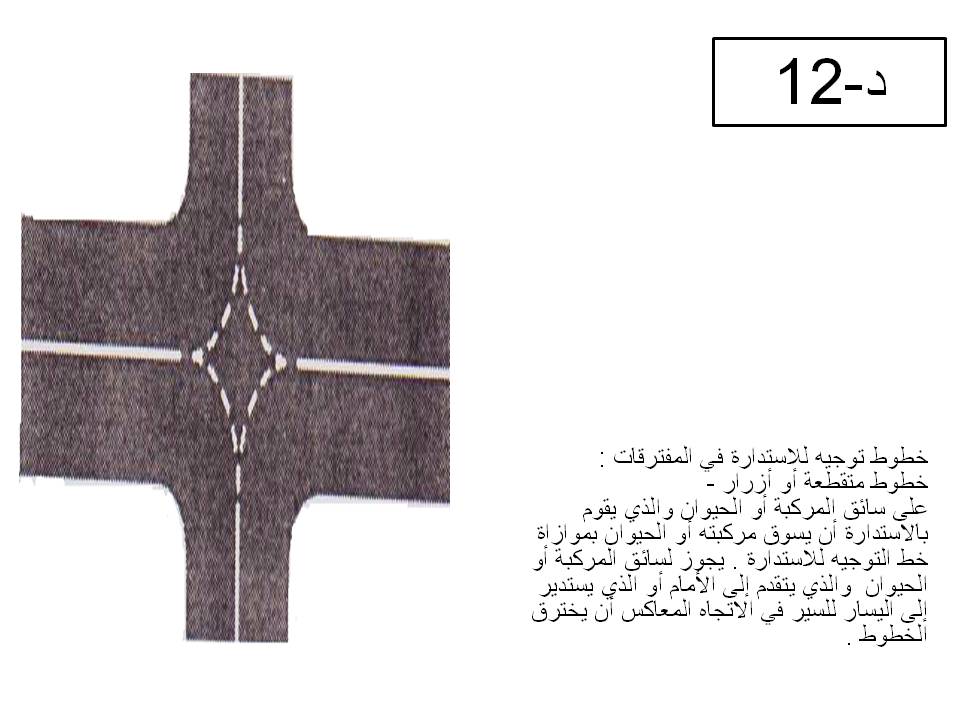 د-12
خطوط توجيه للاستدارة في المفترقات :
خطوط متقطعة أو أزرار -
على سائق المركبة أو الحيوان والذي يقوم
بالاستدارة أن يسوق مركبته أو الحيوان بموازاة
خط التوجيه للاستدارة . يجوز لسائق المركبة أو
الحيوان والذي يتقدم إلى الأمام أو الذي يستدير
إلى اليسار للسير في الاتجاه المعاكس أن يخترق
الخطوط .